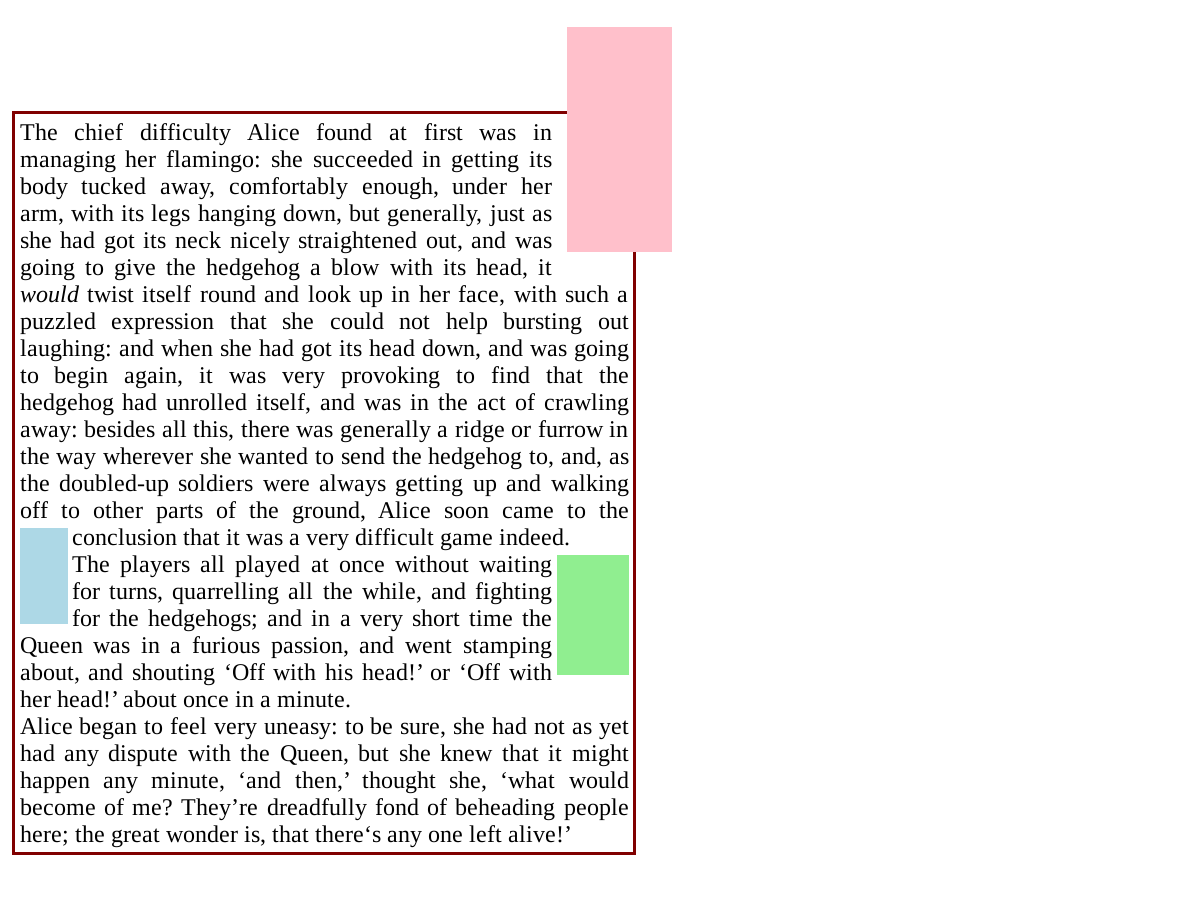 The chief difficulty Alice found at first was in
managing her flamingo: she succeeded in getting its
body tucked away, comfortably enough, under her
arm, with its legs hanging down, but generally, just as
she had got its neck nicely straightened out, and was
going to give the hedgehog a blow with its head, it
would twist itself round and look up in her face, with such a
puzzled expression that she could not help bursting out
laughing: and when she had got its head down, and was going
to begin again, it was very provoking to find that the
hedgehog had unrolled itself, and was in the act of crawling
away: besides all this, there was generally a ridge or furrow in
the way wherever she wanted to send the hedgehog to, and, as
the doubled-up soldiers were always getting up and walking
off to other parts of the ground, Alice soon came to the
conclusion that it was a very difficult game indeed.
The players all played at once without waiting
for turns, quarrelling all the while, and fighting
for the hedgehogs; and in a very short time the
Queen was in a furious passion, and went stamping
about, and shouting ‘Off with his head!’ or ‘Off with
her head!’ about once in a minute.
Alice began to feel very uneasy: to be sure, she had not as yet
had any dispute with the Queen, but she knew that it might
happen any minute, ‘and then,’ thought she, ‘what would
become of me? They’re dreadfully fond of beheading people
here; the great wonder is, that there‘s any one left alive!’